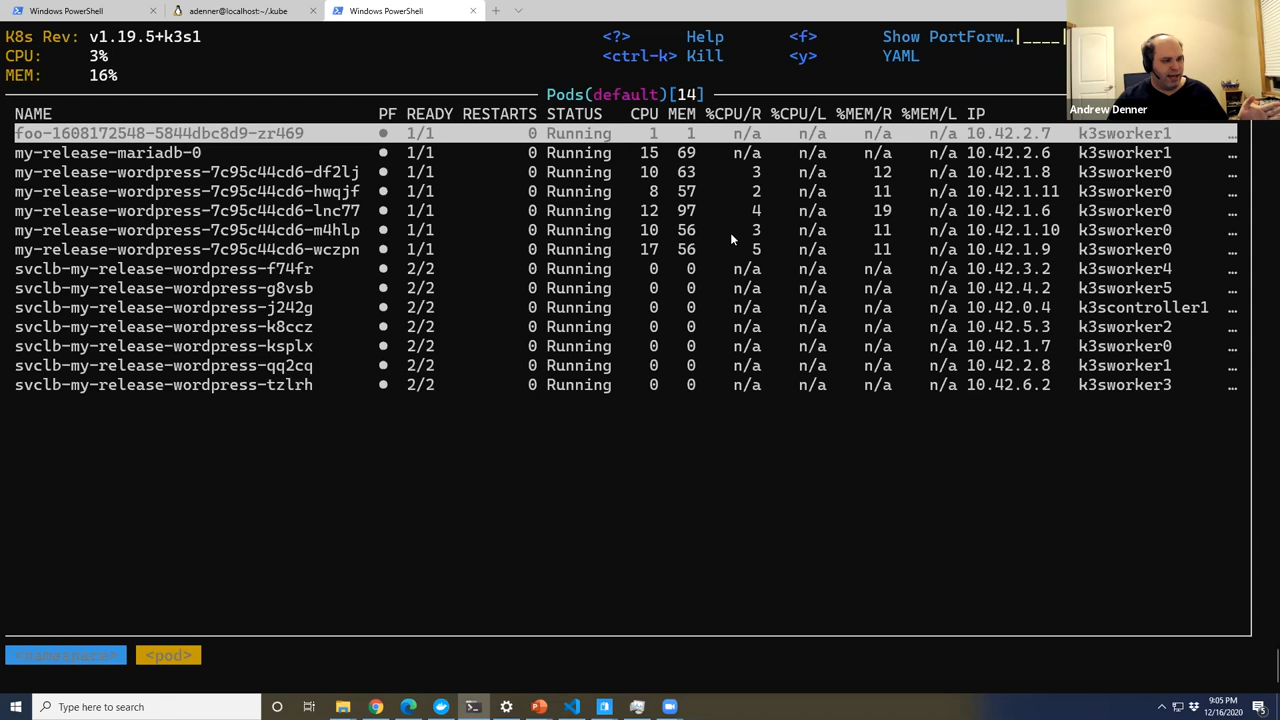 Windows PowerShell × adenner@localhost:~/.kube × Windows PowerShell × +
K8s Rev: v1.19.5+k3s1 <?> Help <f> Show PortForw…|____|
CPU: 3% <ctrl-k> Kill <y> YAML
MEM: 16%
Andrew Denner
Pods(default)[14]
NAME PF READY RESTARTS STATUS CPU MEM %CPU/R %CPU/L %MEM/R %MEM/L IP
foo-1608172548-5844dbc8d9-zr469 ● 1/1 0 Running 1 1 n/a n/a n/a n/a 10.42.2.7 k3sworker1 …
my-release-mariadb-0 ● 1/1 0 Running 15 69 n/a n/a n/a n/a 10.42.2.6 k3sworker1 …
my-release-wordpress-7c95c44cd6-df2lj ● 1/1 0 Running 10 63 3 n/a 12 n/a 10.42.1.8 k3sworker0 …
my-release-wordpress-7c95c44cd6-hwqjf ● 1/1 0 Running 8 57 2 n/a 11 n/a 10.42.1.11 k3sworker0 …
my-release-wordpress-7c95c44cd6-lnc77 ● 1/1 0 Running 12 97 4 n/a 19 n/a 10.42.1.6 k3sworker0 …
my-release-wordpress-7c95c44cd6-m4hlp ● 1/1 0 Running 10 56 3 n/a 11 n/a 10.42.1.10 k3sworker0 …
my-release-wordpress-7c95c44cd6-wczpn ● 1/1 0 Running 17 56 5 n/a 11 n/a 10.42.1.9 k3sworker0 …
svclb-my-release-wordpress-f74fr ● 2/2 0 Running 0 0 n/a n/a n/a n/a 10.42.3.2 k3sworker4 …
svclb-my-release-wordpress-g8vsb ● 2/2 0 Running 0 0 n/a n/a n/a n/a 10.42.4.2 k3sworker5 …
svclb-my-release-wordpress-j242g ● 2/2 0 Running 0 0 n/a n/a n/a n/a 10.42.0.4 k3scontroller1 …
svclb-my-release-wordpress-k8ccz ● 2/2 0 Running 0 0 n/a n/a n/a n/a 10.42.5.3 k3sworker2 …
svclb-my-release-wordpress-ksplx ● 2/2 0 Running 0 0 n/a n/a n/a n/a 10.42.1.7 k3sworker0 …
svclb-my-release-wordpress-qq2cq ● 2/2 0 Running 0 0 n/a n/a n/a n/a 10.42.2.8 k3sworker1 …
svclb-my-release-wordpress-tzlrh ● 2/2 0 Running 0 0 n/a n/a n/a n/a 10.42.6.2 k3sworker3 …
<namespace> <pod>
Type here to search
9:05 PM
12/16/2020